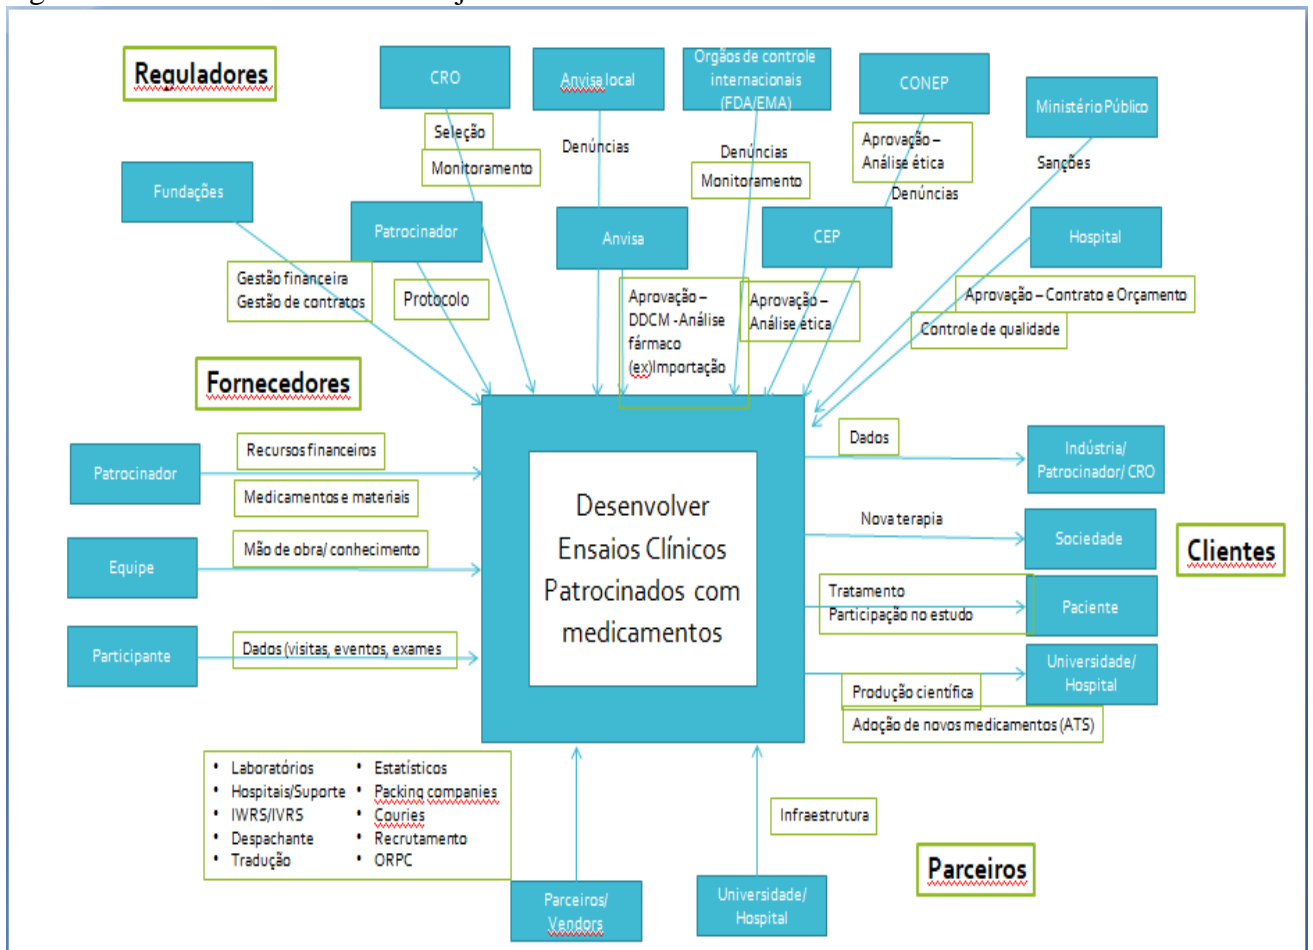 Reguladores
CRO
Anvisa local
Orgãos de controle
internacionais
(FDA/EMA)
CONEP
Ministério Público
Seleção
Monitoramento
Denúncias
Denúncias
Monitoramento
Aprovação –
Análise ética
Denúncias
Sanções
Fundações
Patrocinador
Anvisa
CEP
Hospital
Gestão financeira
Gestão de contratos
Protocolo
Aprovação –
DDCM -Análise
fármaco
(ex)Importação
Aprovação –
Análise ética
Aprovação – Contrato e Orçamento
Controle de qualidade
Fornecedores
Patrocinador
Recursos financeiros
Medicamentos e materiais
Equipe
Mão de obra/ conhecimento
Participante
Dados (visitas, eventos, exames
Desenvolver
Ensaios Clínicos
Patrocinados com
medicamentos
Dados
Indústria/
Patrocinador/ CRO
Nova terapia
Sociedade
Clientes
Tratamento
Participação no estudo
Paciente
Universidade/
Hospital
Produção científica
Adoção de novos medicamentos (ATS)
• Laboratórios
• Hospitais/Suporte
• IWRS/IVRS
• Despachante
• Tradução
• Estatísticos
• Packing companies
• Couries
• Recrutamento
• ORPC
Infraestrutura
Parceiros
Parceiros/
Vendors
Universidade/
Hospital